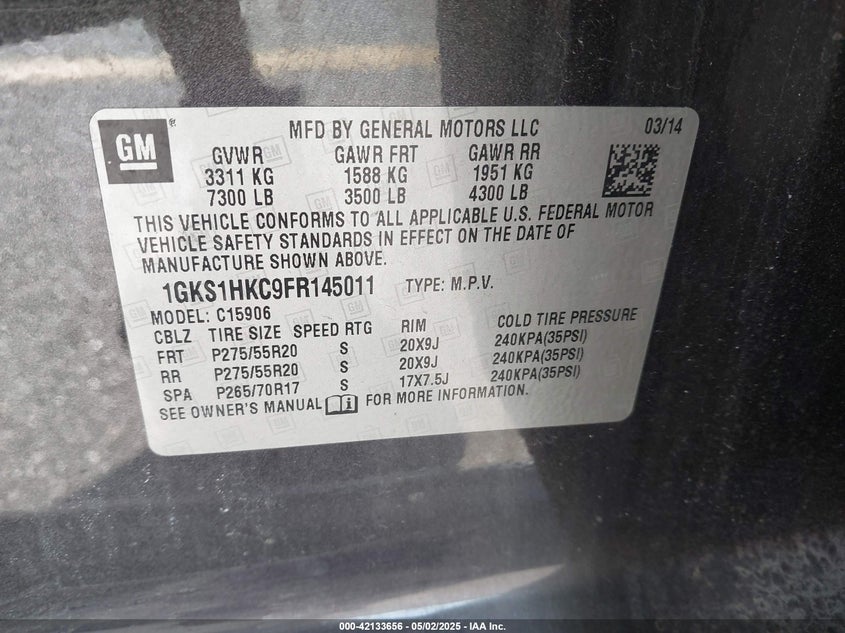 GM
MFD BY GENERAL MOTORS LLC 03/14
GVWR GAWR FRT GAWR RR
3311 KG 1588 KG 1951 KG
7300 LB 3500 LB 4300 LB
THIS VEHICLE CONFORMS TO ALL APPLICABLE U.S. FEDERAL MOTOR
VEHICLE SAFETY STANDARDS IN EFFECT ON THE DATE OF
MANUFACTURE SHOWN ABOVE.
1GKS1HKC9FR145011 TYPE: M.P.V.
MODEL: C15906
CBLZ TIRE SIZE SPEED RTG RIM COLD TIRE PRESSURE
FRT P275/55R20 S 20X9J 240KPA(35PSI)
RR P275/55R20 S 20X9J 240KPA(35PSI)
SPA P265/70R17 S 17X7.5J 240KPA(35PSI)
SEE OWNER'S MANUAL FOR MORE INFORMATION.
000-42133656 - 05/02/2025 - IAA Inc.